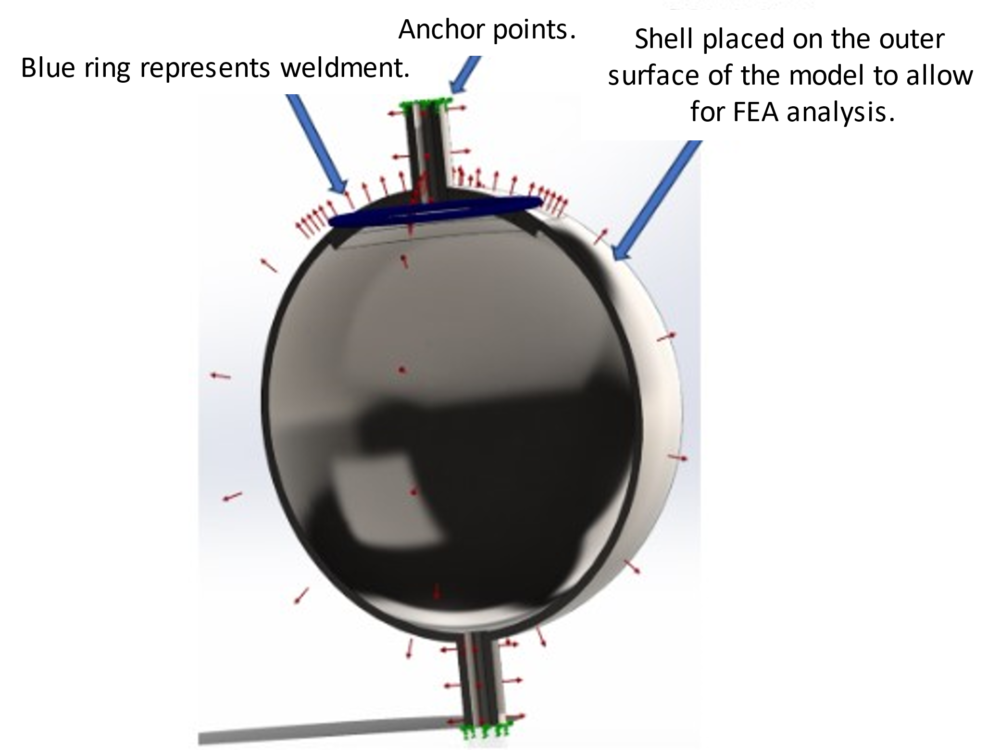 Anchor points.
Blue ring represents weldment.
Shell placed on the outer
surface of the model to allow
for FEA analysis.